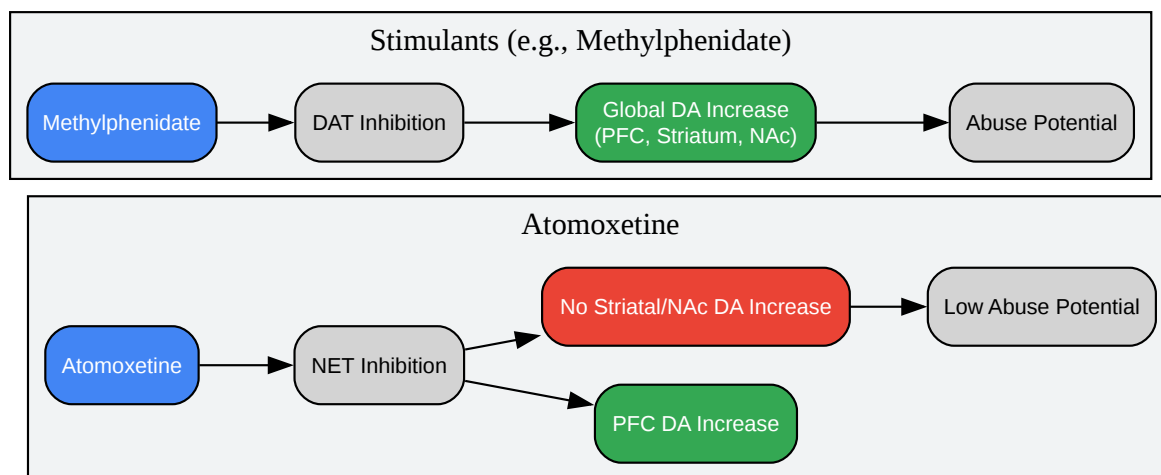 Stimulants (e.g., Methylphenidate)
Methylphenidate
DAT Inhibition
Global DA Increase
(PFC, Striatum, NAc)
Abuse Potential
Atomoxetine
Atomoxetine
NET Inhibition
No Striatal/NAc DA Increase
Low Abuse Potential
PFC DA Increase